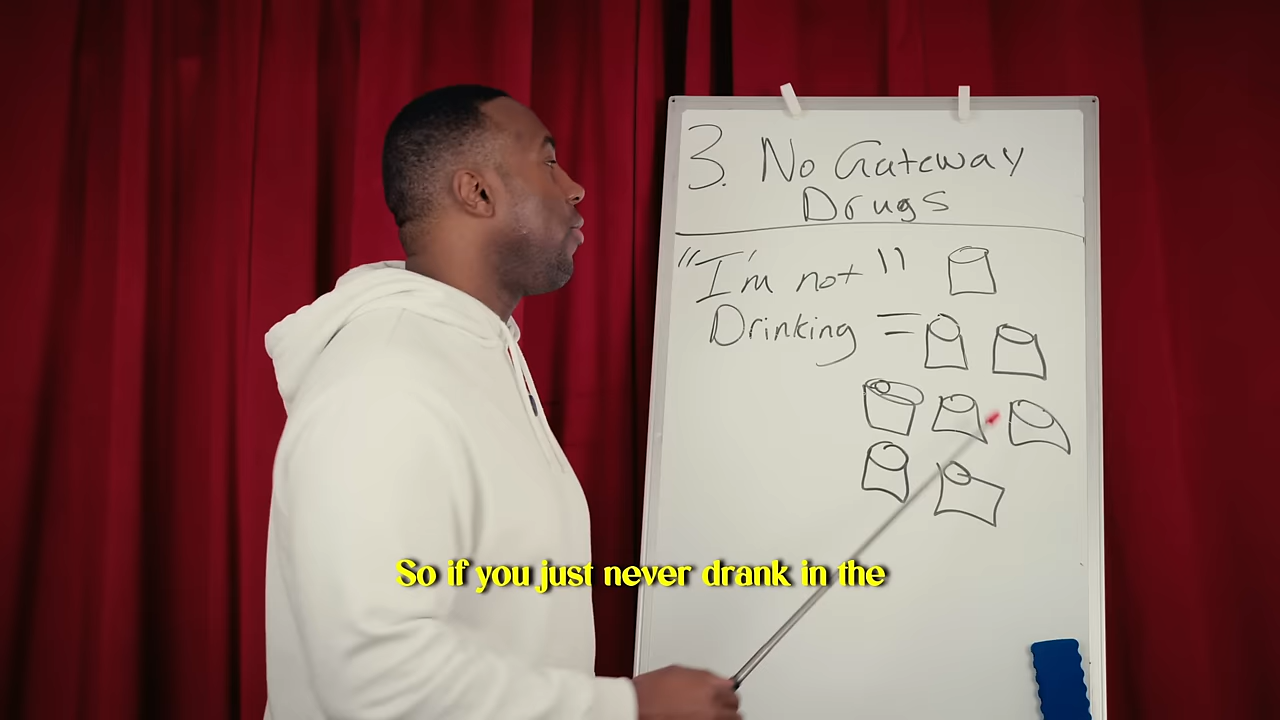 3. No Gateway
Drugs
"I'm not"
Drinking =
So if you just never drank in the